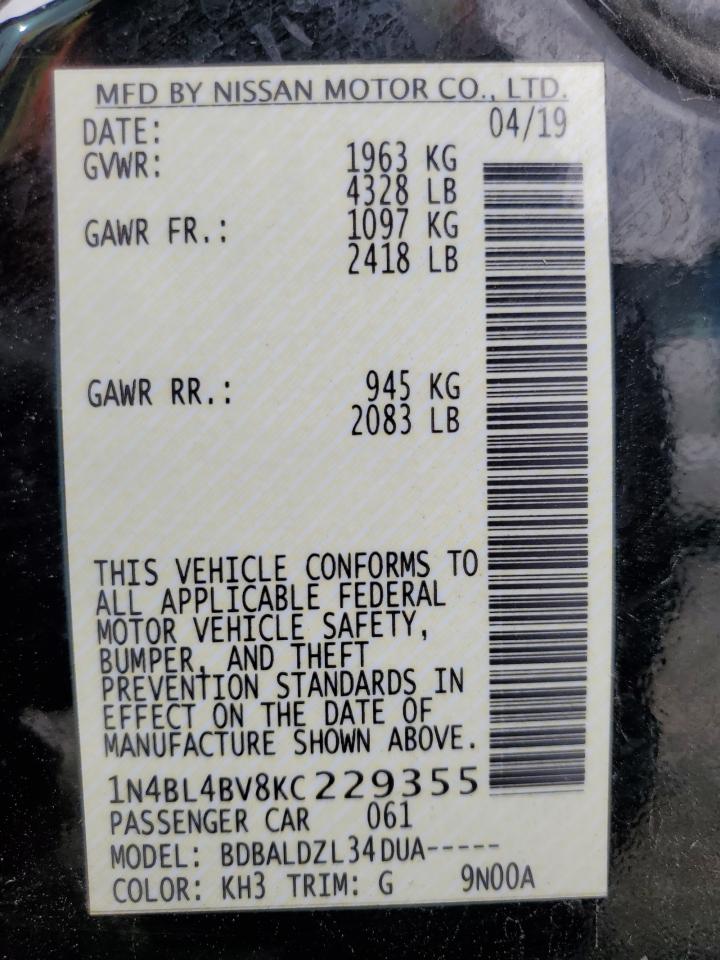 MFD BY NISSAN MOTOR CO., LTD.
DATE: 04/19
GVWR: 1963 KG
4328 LB
GAWR FR.: 1097 KG
2418 LB
GAWR RR.: 945 KG
2083 LB
THIS VEHICLE CONFORMS TO
ALL APPLICABLE FEDERAL
MOTOR VEHICLE SAFETY,
BUMPER, AND THEFT
PREVENTION STANDARDS IN
EFFECT ON THE DATE OF
MANUFACTURE SHOWN ABOVE.
1N4BL4BV8KC229355
PASSENGER CAR 061
MODEL: BDBALDZL34DUA-----
COLOR: KH3 TRIM: G 9N00A